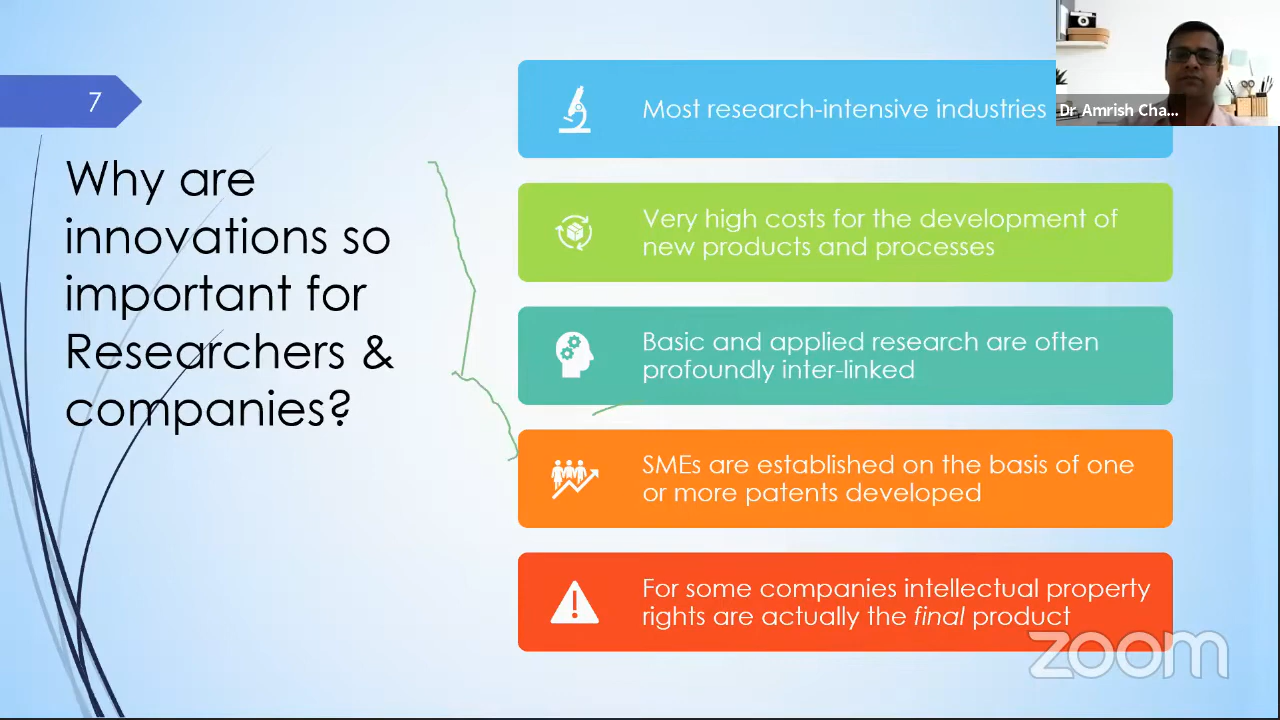 7
Why are
innovations so
important for
Researchers &
companies?
Most research-intensive industries
Very high costs for the development of
new products and processes
Basic and applied research are often
profoundly inter-linked
SMEs are established on the basis of one
or more patents developed
For some companies intellectual property
rights are actually the final product
Dr Amrish Cha...
zoom